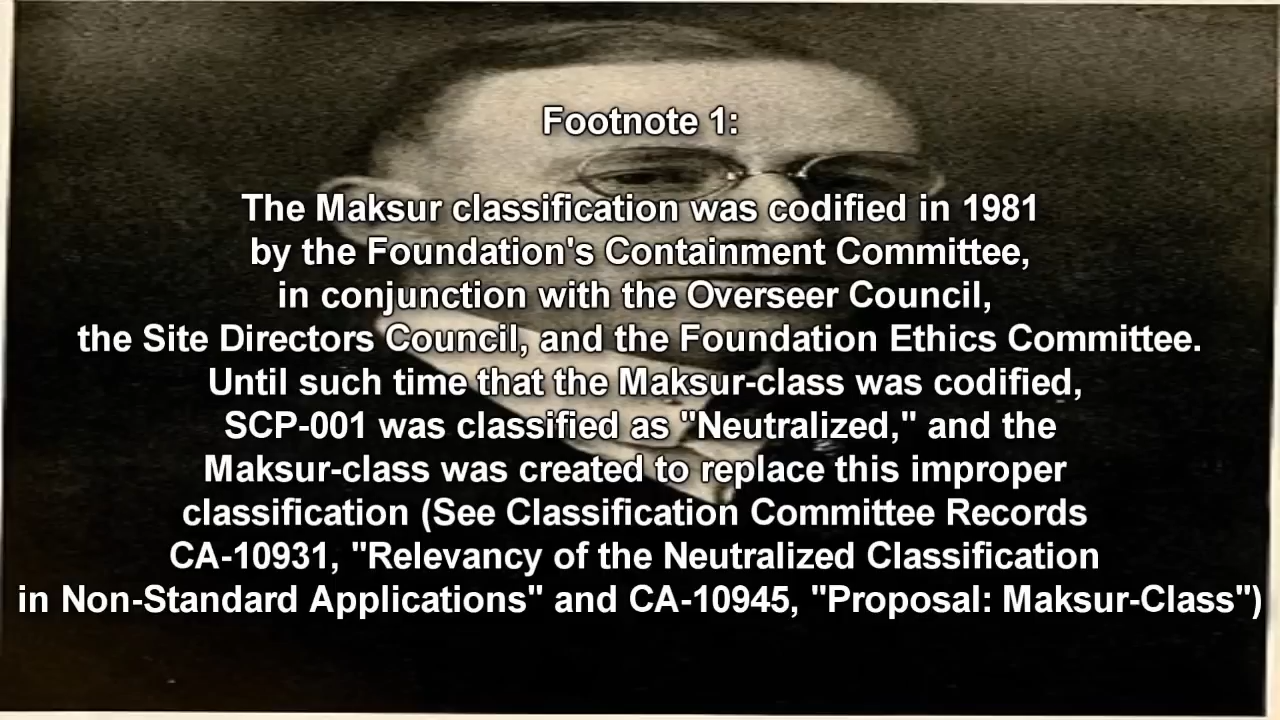 Footnote 1:
The Maksur classification was codified in 1981
by the Foundation's Containment Committee,
in conjunction with the Overseer Council,
the Site Directors Council, and the Foundation Ethics Committee.
Until such time that the Maksur-class was codified,
SCP-001 was classified as "Neutralized," and the
Maksur-class was created to replace this improper
classification (See Classification Committee Records
CA-10931, "Relevancy of the Neutralized Classification
in Non-Standard Applications" and CA-10945, "Proposal: Maksur-Class")